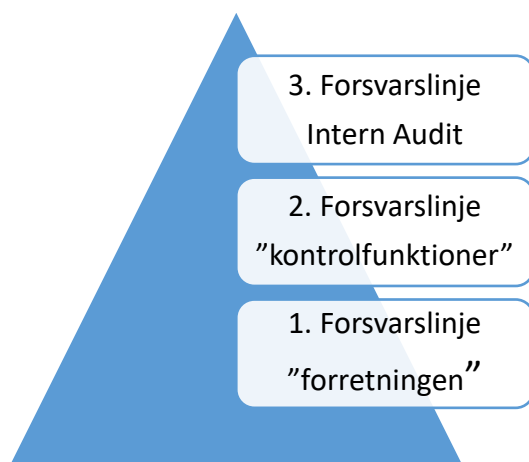 3. Forsvarslinje
Intern Audit
2. Forsvarslinje
”kontrolfunktioner”
1. Forsvarslinje
”forretningen”